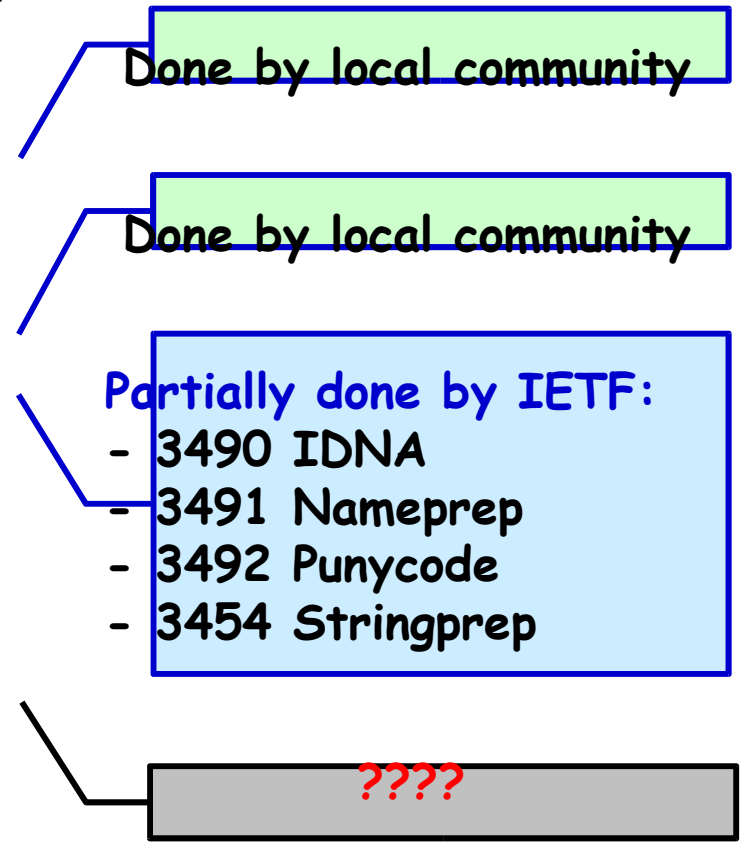 Done by local community
Done by local community
Partially done by IETF:
- 3490 IDNA
- 3491 Nameprep
- 3492 Punycode
- 3454 Stringprep
????